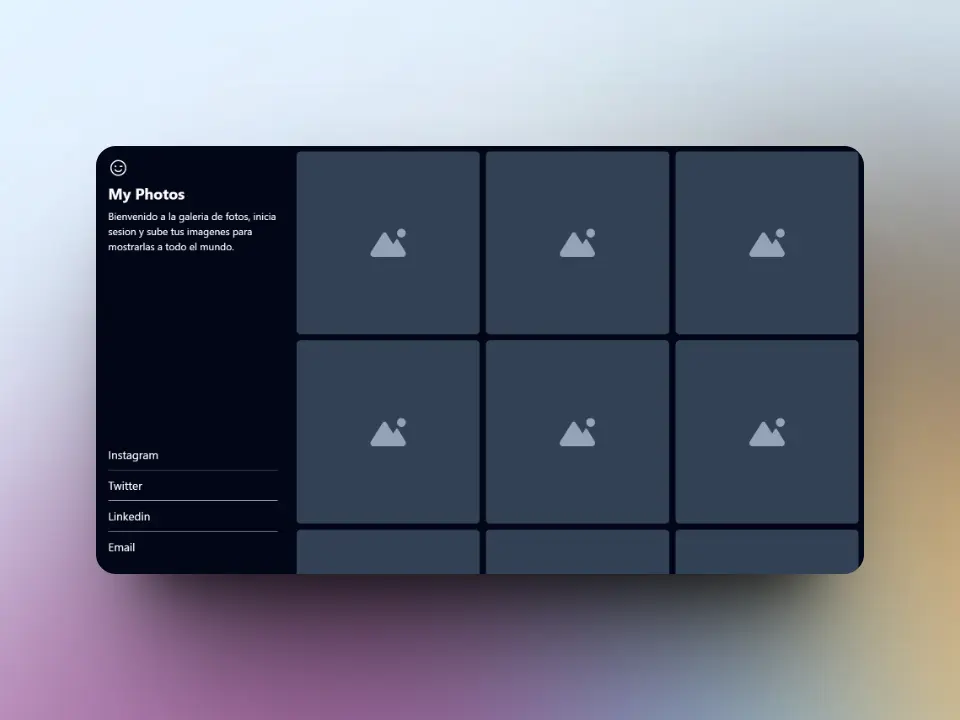 My Photos
Bienvenido a la galeria de fotos, inicia
sesion y sube tus imagenes para
mostrarlas a todo el mundo.
Instagram
Twitter
Linkedin
Email